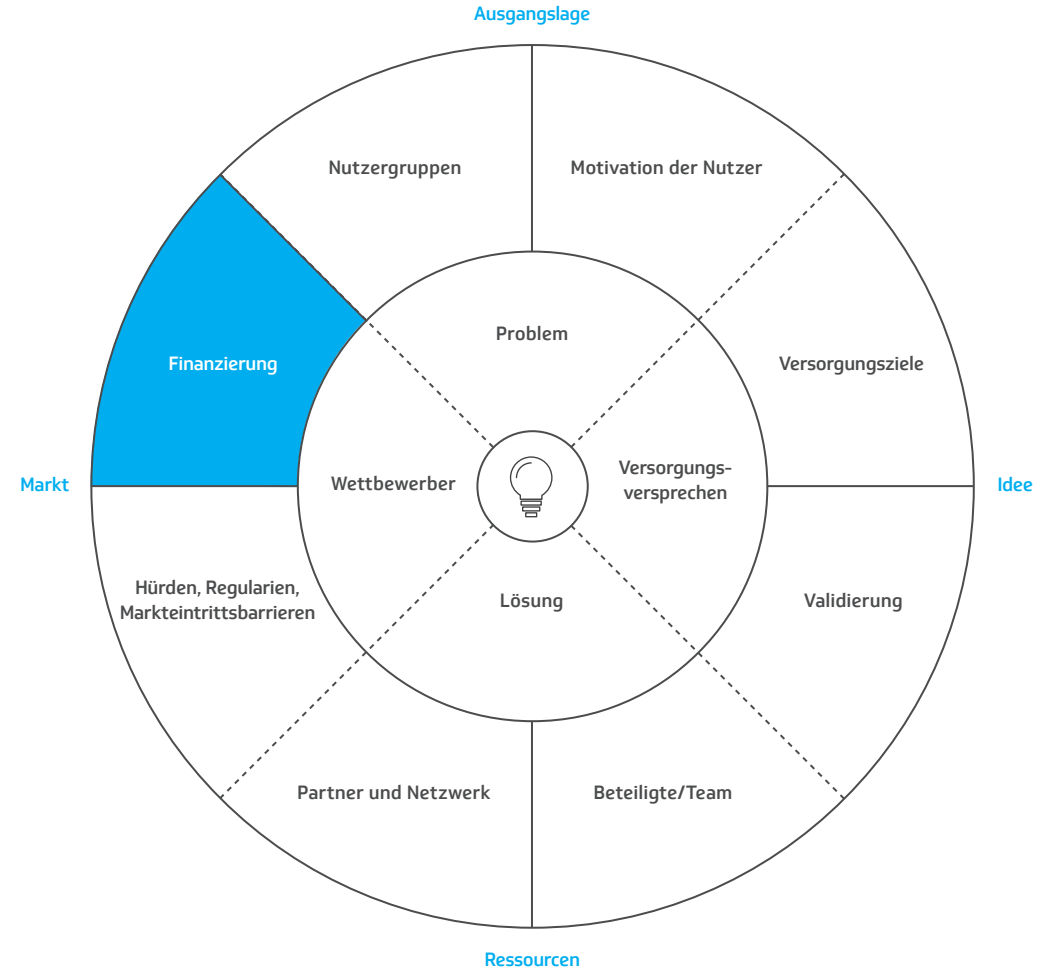 Ausgangslage
Nutzergruppen
Motivation der Nutzer
Problem
Finanzierung
Versorgungsziele
Markt
Wettbewerber
Versorgungs-
versprechen
Idee
Hürden, Regularien,
Markteintrittsbarrieren
Lösung
Validierung
Partner und Netzwerk
Beteiligte/Team
Ressourcen